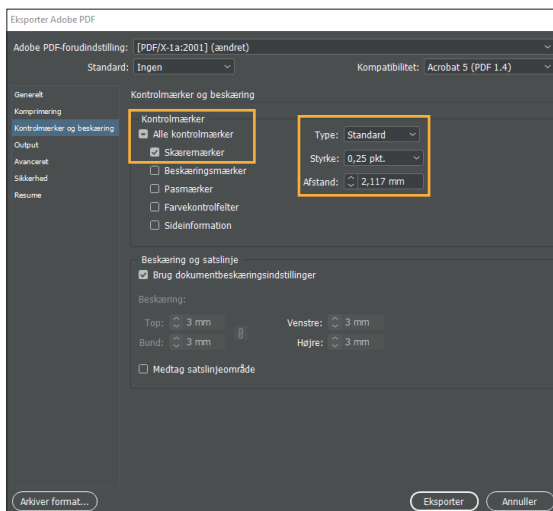 Eksporter Adobe PDF
Adobe PDF-forudindstilling: [PDF/X-1a:2001] (ændret)
Standard: Ingen Kompatibilitet: Acrobat 5 (PDF 1.4)
Generelt
Komprimering
Kontrolmærker og beskæring
Output
Avanceret
Sikkerhed
Resume
Kontrolmærker og beskæring
Kontrolmærker
Alle kontrolmærker
Skæremærker
Beskæringsmærker
Pasmærker
Farvekontrolfelter
Sideinformation
Type: Standard
Styrke: 0,25 pkt.
Afstand: 2,117 mm
Beskæring og satslinje
Brug dokumentbeskæringsindstillinger
Beskæring:
Top: 3 mm Venstre: 3 mm
Bund: 3 mm Højre: 3 mm
Medtag satslinjeområde
Arkiver format... Eksporter Annuller